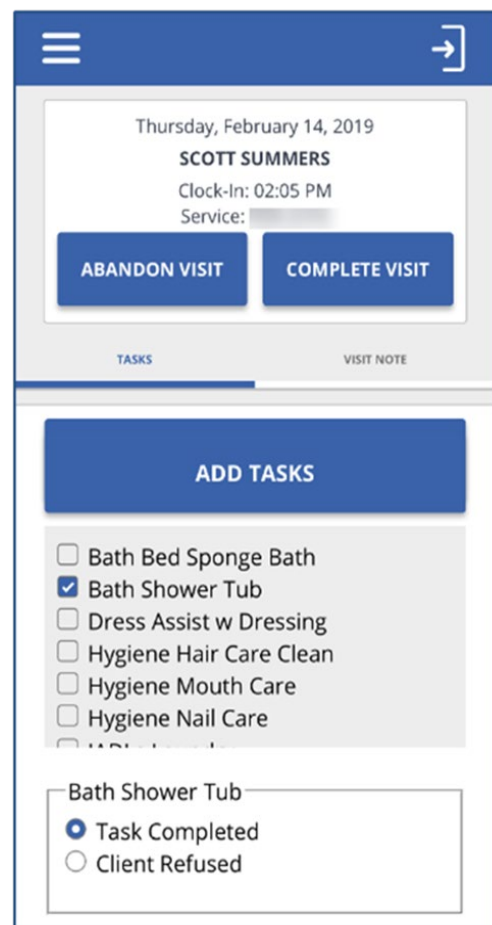 Thursday, February 14, 2019
SCOTT SUMMERS
Clock-In: 02:05 PM
Service:
ABANDON VISIT
COMPLETE VISIT
TASKS
VISIT NOTE
ADD TASKS
Bath Bed Sponge Bath
Bath Shower Tub
Dress Assist w Dressing
Hygiene Hair Care Clean
Hygiene Mouth Care
Hygiene Nail Care
Bath Shower Tub
Task Completed
Client Refused